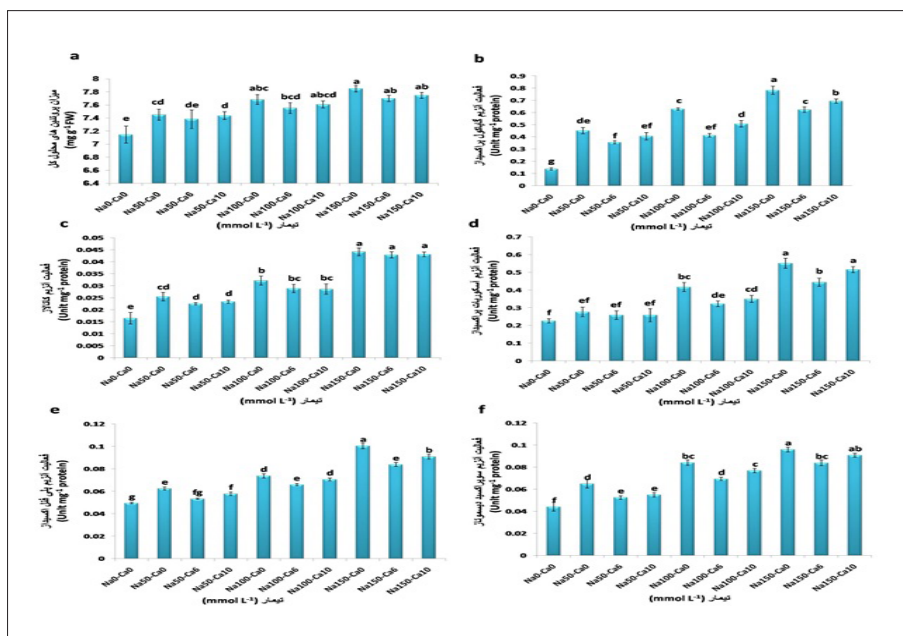 a
میزان پروتئین های محلول کل
(mg g⁻¹FW)
8
7.8
7.6
7.4
7.2
7
6.8
6.6
6.4
e
cd
de
d
abc
bcd
abcd
a
ab
ab
Na0-Ca0
Na50-Ca0
Na50-Ca6
Na50-Ca10
Na100-Ca0
Na100-Ca6
Na100-Ca10
Na150-Ca0
Na150-Ca6
Na150-Ca10
تیمار (mmol L⁻¹)
b
فعالیت آنزیم گایاکول پراکسیداز
(Unit mg⁻¹ protein)
0.9
0.8
0.7
0.6
0.5
0.4
0.3
0.2
0.1
0
g
de
f
e
c
ef
d
a
c
b
Na0-Ca0
Na50-Ca0
Na50-Ca6
Na50-Ca10
Na100-Ca0
Na100-Ca6
Na100-Ca10
Na150-Ca0
Na150-Ca6
Na150-Ca10
تیمار (mmol L⁻¹)
c
فعالیت آنزیم کاتالاز
(Unit mg⁻¹ protein)
0.05
0.045
0.04
0.035
0.03
0.025
0.02
0.015
0.01
0.005
0
e
cd
d
d
b
bc
bc
a
a
a
Na0-Ca0
Na50-Ca0
Na50-Ca6
Na50-Ca10
Na100-Ca0
Na100-Ca6
Na100-Ca10
Na150-Ca0
Na150-Ca6
Na150-Ca10
تیمار (mmol L⁻¹)
d
فعالیت آنزیم آسکوربات پراکسیداز
(Unit mg⁻¹ protein)
0.7
0.6
0.5
0.4
0.3
0.2
0.1
0
f
ef
ef
ef
bc
de
cd
a
b
a
Na0-Ca0
Na50-Ca0
Na50-Ca6
Na50-Ca10
Na100-Ca0
Na100-Ca6
Na100-Ca10
Na150-Ca0
Na150-Ca6
Na150-Ca10
تیمار (mmol L⁻¹)
e
فعالیت آنزیم پلی فنل اکسیداز
(Unit mg⁻¹ protein)
0.12
0.1
0.08
0.06
0.04
0.02
0
g
e
fg
f
d
e
d
a
e
b
Na0-Ca0
Na50-Ca0
Na50-Ca6
Na50-Ca10
Na100-Ca0
Na100-Ca6
Na100-Ca10
Na150-Ca0
Na150-Ca6
Na150-Ca10
تیمار (mmol L⁻¹)
f
فعالیت آنزیم سوپراکسید دیسموتاز
(Unit mg⁻¹ protein)
0.12
0.1
0.08
0.06
0.04
0.02
0
f
d
e
e
bc
d
c
a
bc
ab
Na0-Ca0
Na50-Ca0
Na50-Ca6
Na50-Ca10
Na100-Ca0
Na100-Ca6
Na100-Ca10
Na150-Ca0
Na150-Ca6
Na150-Ca10
تیمار (mmol L⁻¹)